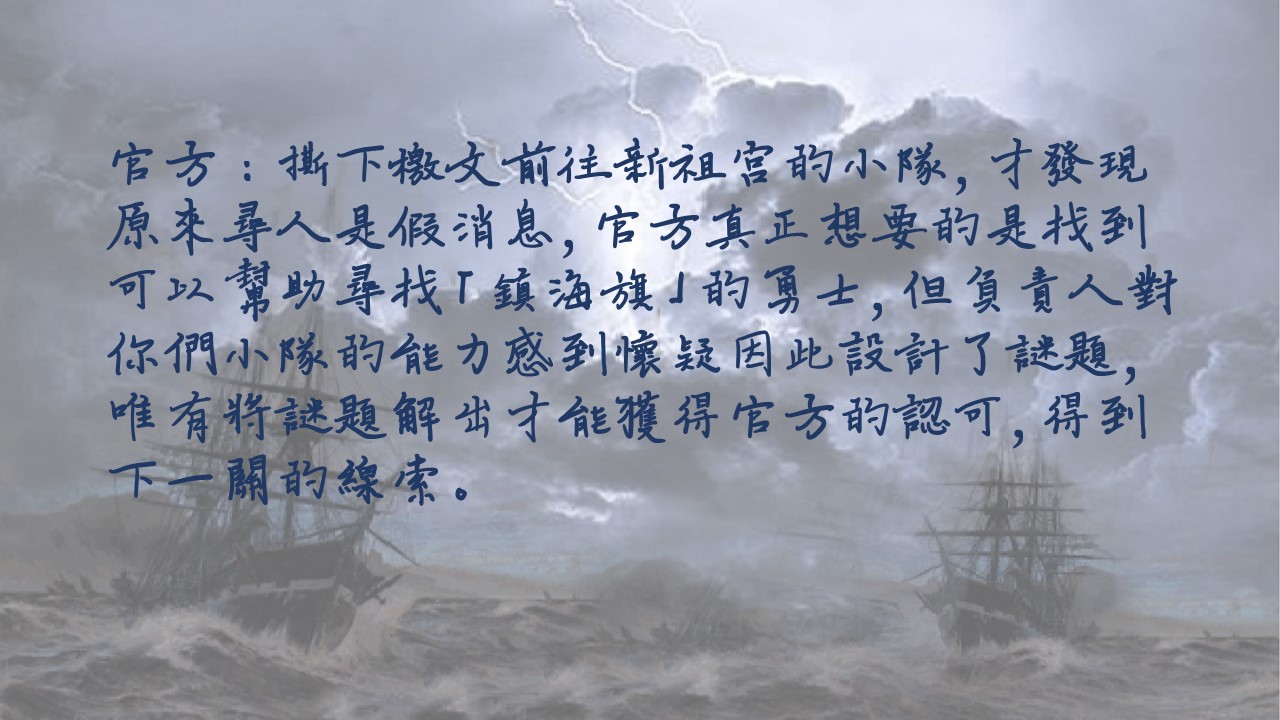 官方：撕下檄文前往新祖宮的小隊，才發現
原來尋人是假消息，官方真正想要的是找到
可以幫助尋找「鎮海旗」的勇士，但負責人對
你們小隊的能力感到懷疑因此設計了謎題，
唯有將謎題解出才能獲得官方的認可，得到
下一關的線索。